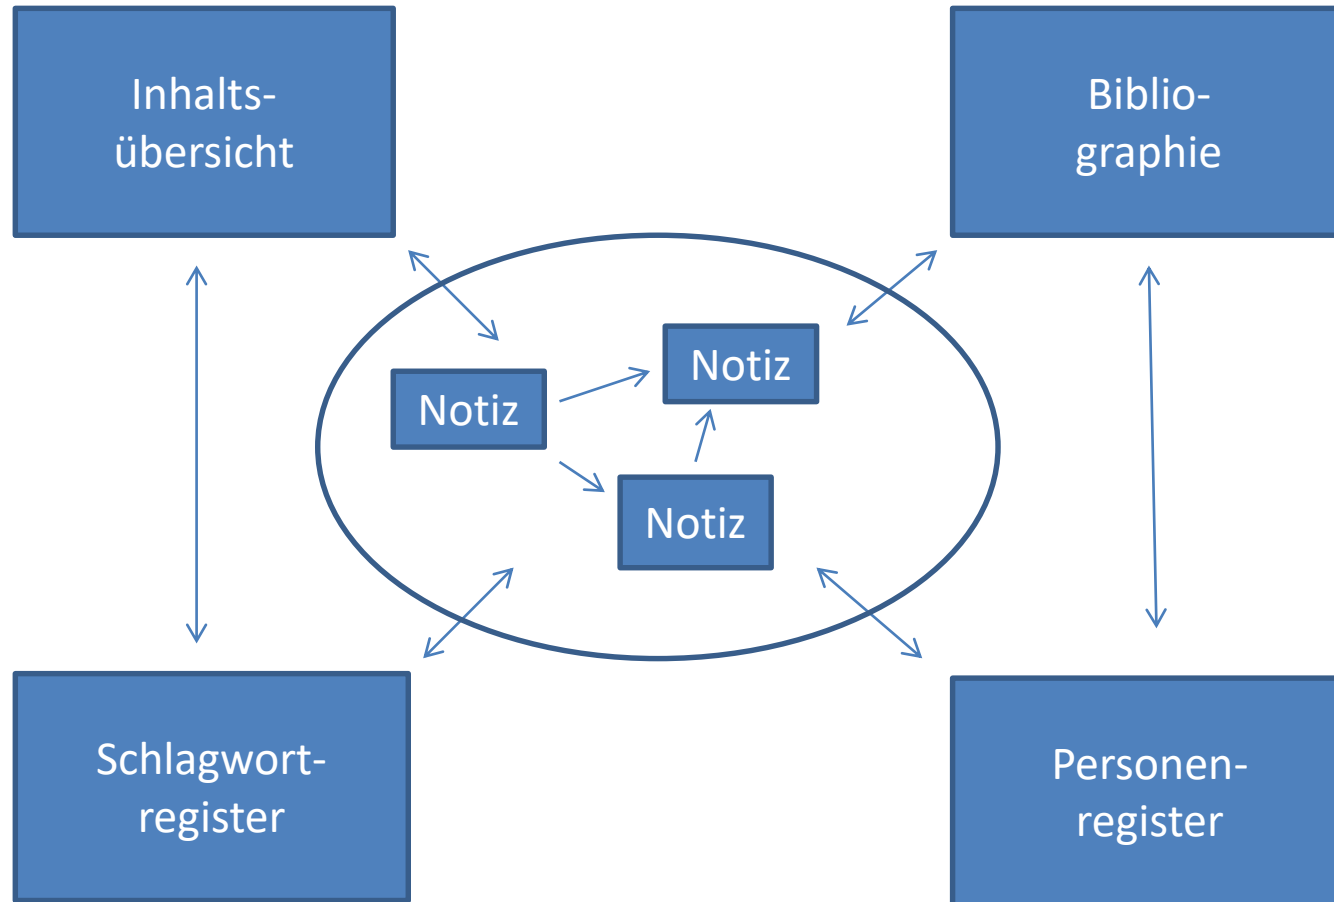 Inhalts-
übersicht
Biblio-
graphie
Notiz
Notiz
Notiz
Schlagwort-
register
Personen-
register